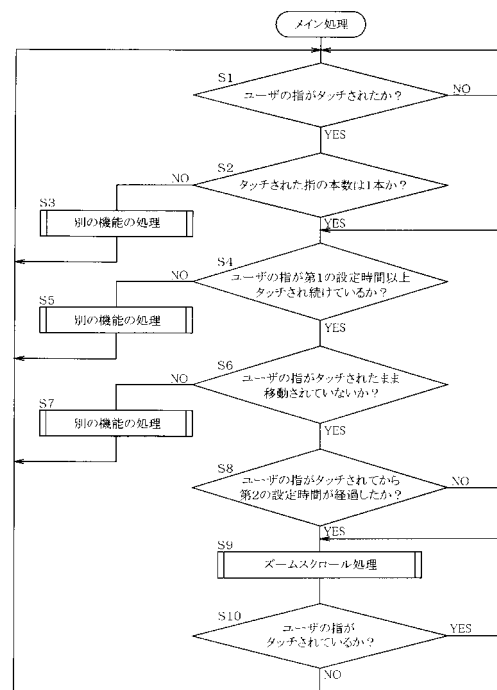 メイン処理
S1
ユーザの指がタッチされたか?
NO
YES
S2
タッチされた指の本数は1本か?
NO
YES
S3
別の機能の処理
S4
ユーザの指が第1の設定時間以上
タッチされ続けているか?
NO
YES
S5
別の機能の処理
S6
ユーザの指がタッチされたまま
移動されていないか?
NO
YES
S7
別の機能の処理
S8
ユーザの指がタッチされてから
第2の設定時間が経過したか?
NO
YES
S9
ズームスクロール処理
S10
ユーザの指が
タッチされているか?
YES
NO